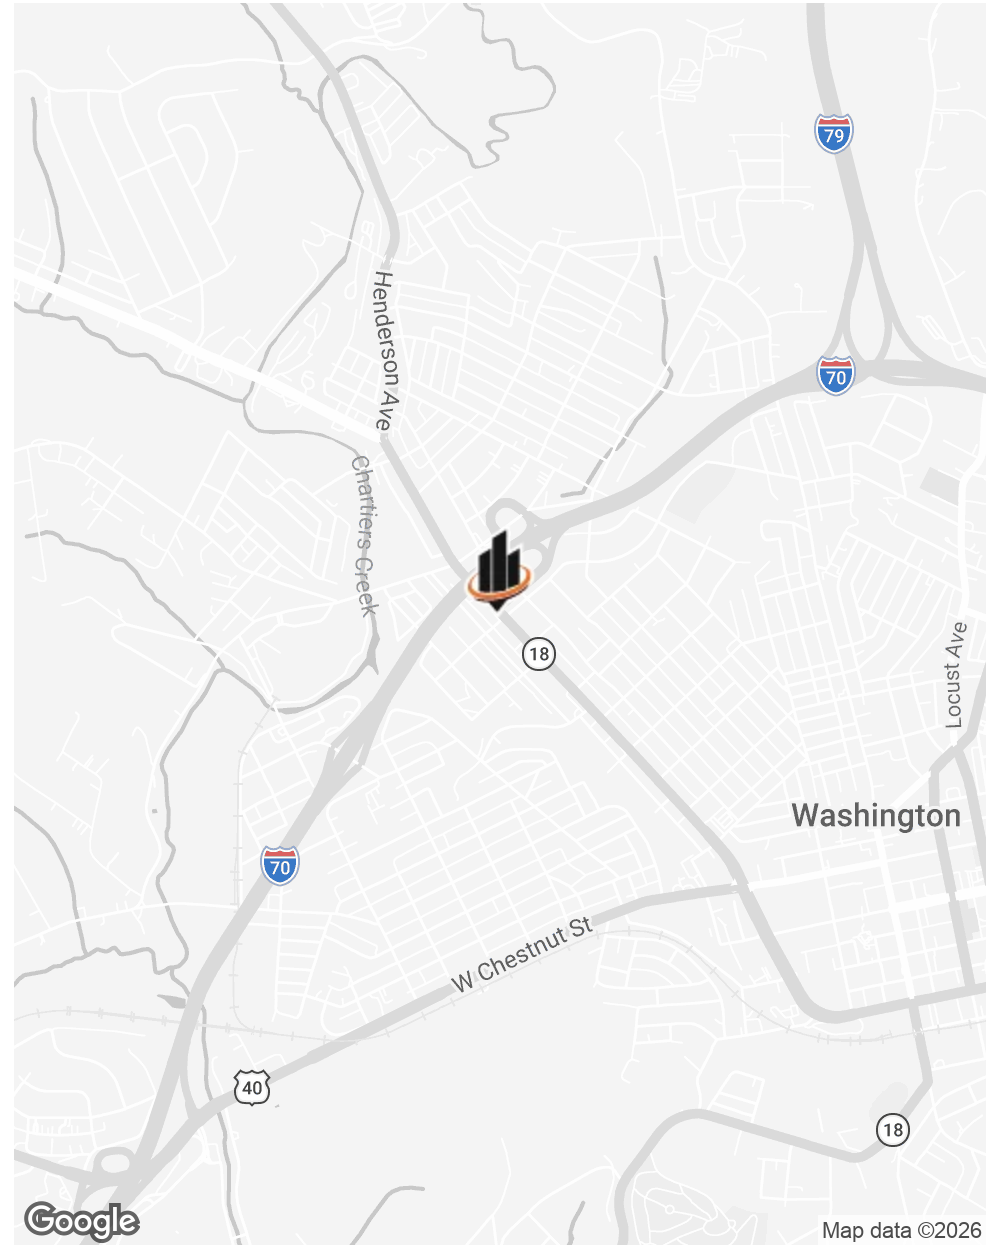 79
Henderson Ave
70
Chartiers Creek
18
Locust Ave
Washington
70
W Chestnut St
40
18
Google
Map data ©2026